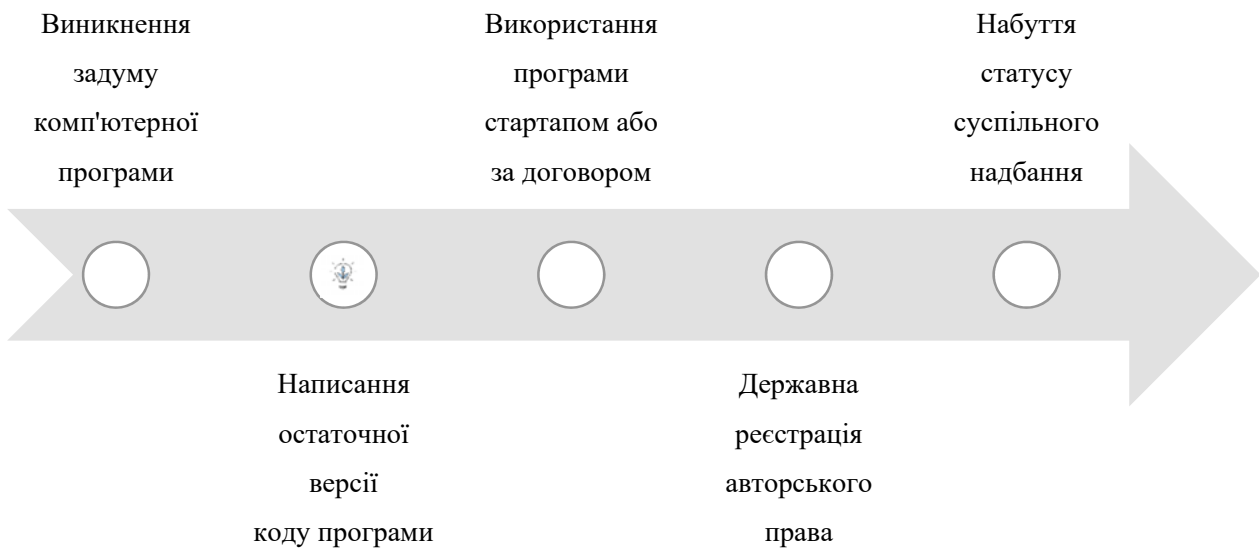 Виникнення
задуму
комп'ютерної
програми
Написання
остаточної
версії
коду програми
Використання
програми
стартапом або
за договором
Державна
реєстрація
авторського
права
Набуття
статусу
суспільного
надбання